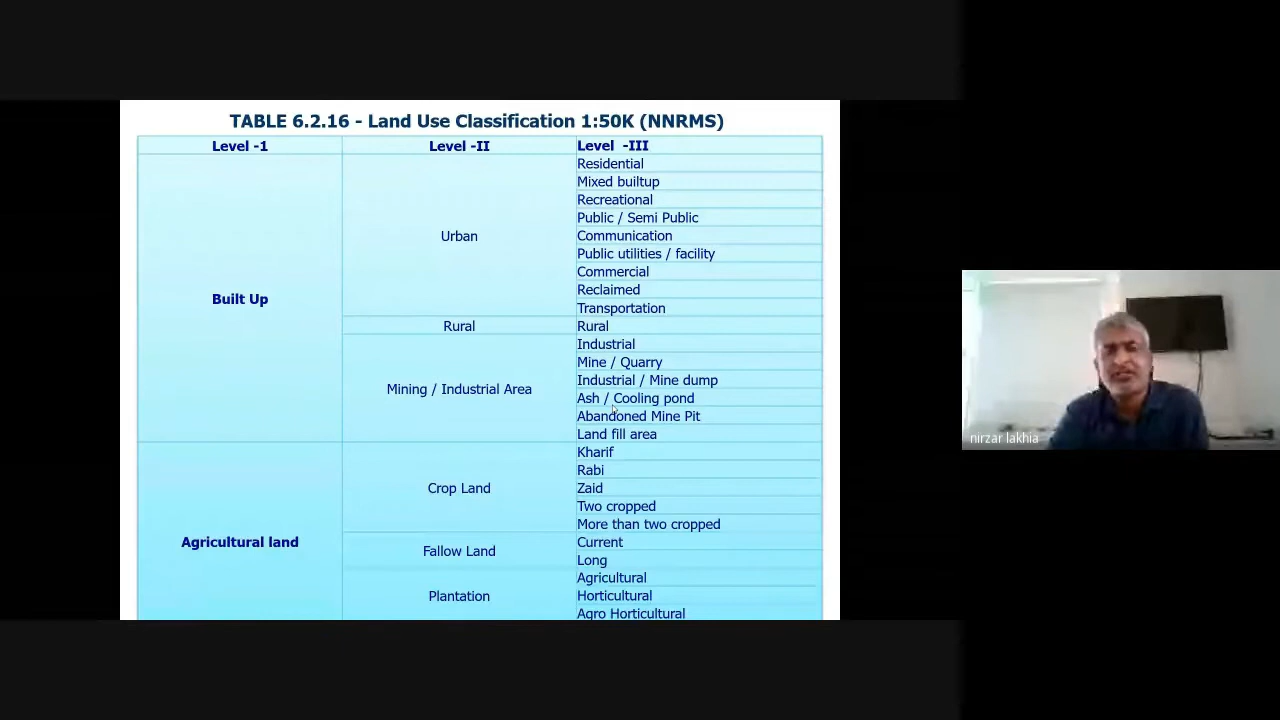 TABLE 6.2.16 - Land Use Classification 1:50K (NNRMS)
Level -1 Level -II Level -III
Built Up
Urban
Residential
Mixed builtup
Recreational
Public / Semi Public
Communication
Public utilities / facility
Commercial
Reclaimed
Transportation
Rural
Rural
Mining / Industrial Area
Industrial
Mine / Quarry
Industrial / Mine dump
Ash / Cooling pond
Abandoned Mine Pit
Land fill area
Agricultural land
Crop Land
Kharif
Rabi
Zaid
Two cropped
More than two cropped
Fallow Land
Current
Long
Plantation
Agricultural
Horticultural
Agro Horticultural
nirzar lakhia